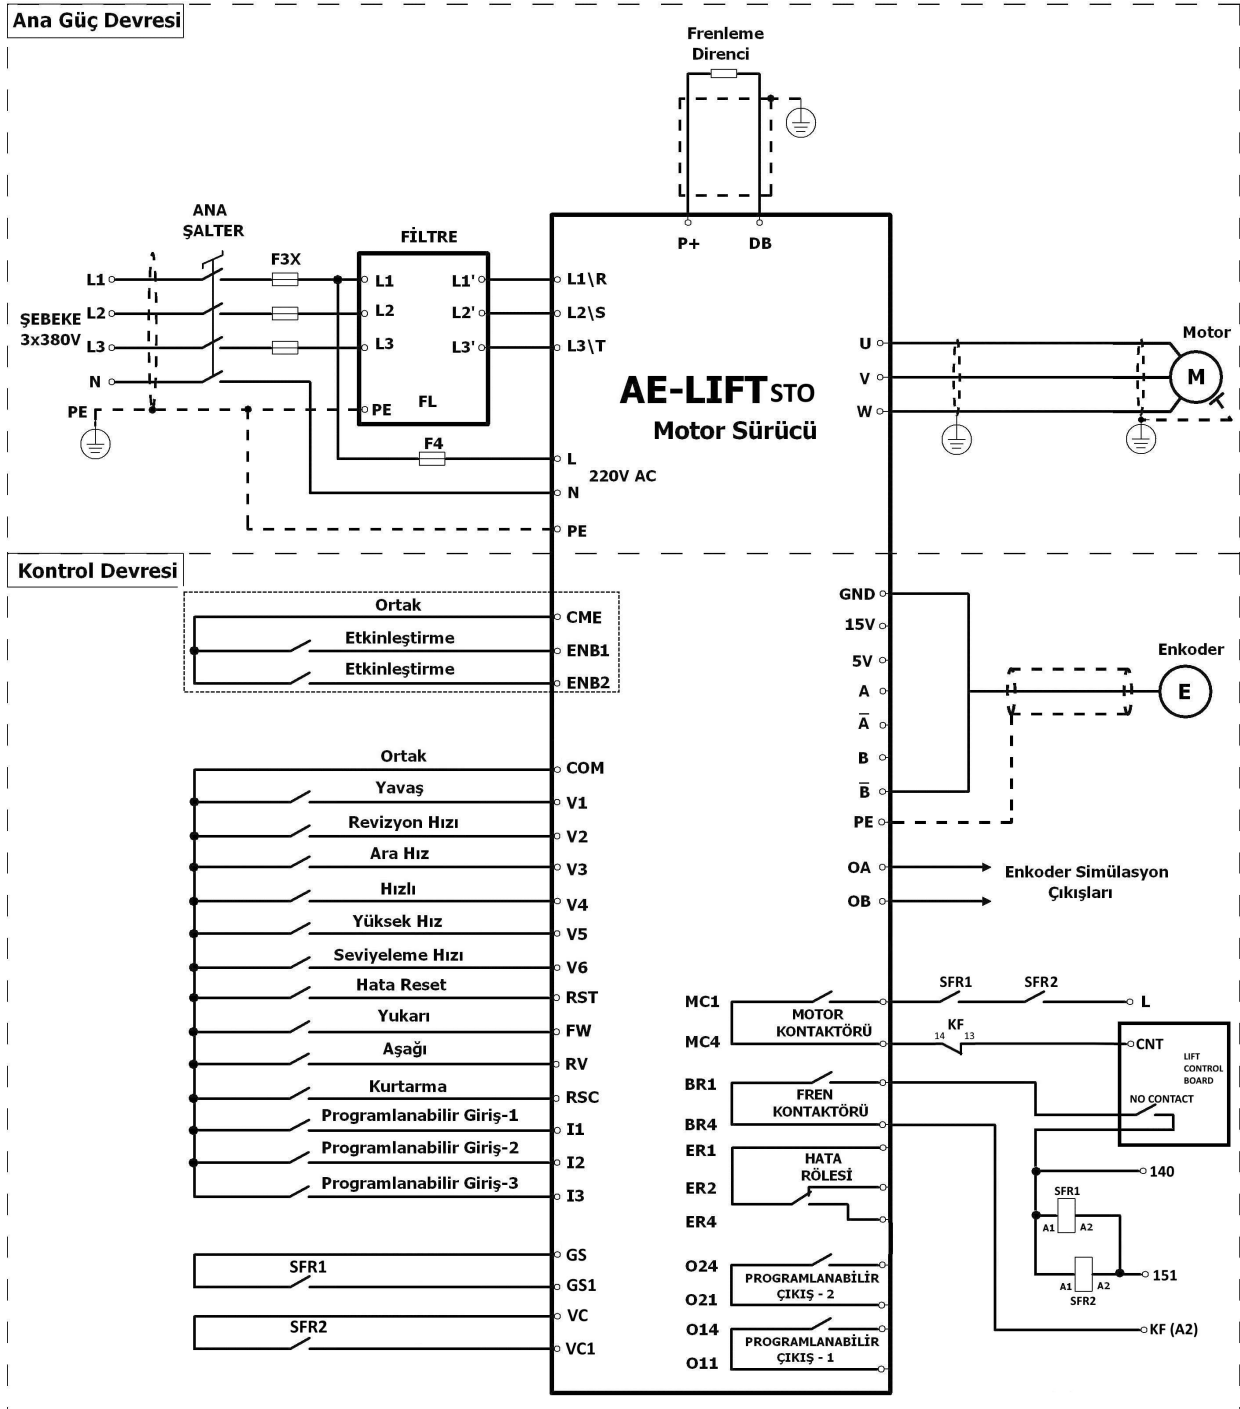 Ana Güç Devresi
Frenleme
Direnci
P+
DB
ANA
ŞALTER
FİLTRE
F3X
L1
L1
L1'
L1\R
L2
L2
L2'
L2\S
ŞEBEKE
3x380V
L3
L3
L3'
L3\T
N
PE
PE
FL
F4
L
220V AC
N
PE
AE-LIFT STO
Motor Sürücü
U
V
W
Motor
M
Kontrol Devresi
Ortak
CME
Etkinleştirme
ENB1
Etkinleştirme
ENB2
Ortak
COM
Yavaş
V1
Revizyon Hızı
V2
Ara Hız
V3
Hızlı
V4
Yüksek Hız
V5
Seviyeleme Hızı
V6
Hata Reset
RST
Yukarı
FW
Aşağı
RV
Kurtarma
RSC
Programlanabilir Giriş-1
I1
Programlanabilir Giriş-2
I2
Programlanabilir Giriş-3
I3
GS
SFR1
GS1
VC
SFR2
VC1
GND
15V
5V
A
A̅
B
B̅
PE
Enkoder
E
OA
OB
Enkoder Simülasyon
Çıkışları
MC1
MOTOR
KONTAKTÖRÜ
MC4
SFR1
SFR2
L
KF
14
13
CNT
LIFT
CONTROL
BOARD
NO CONTACT
BR1
FREN
KONTAKTÖRÜ
BR4
ER1
HATA
RÖLESİ
ER2
ER4
140
SFR1
A1
A2
151
A1
A2
SFR2
KF (A2)
O24
PROGRAMLANABİLİR
ÇIKIŞ - 2
O21
O14
PROGRAMLANABİLİR
ÇIKIŞ - 1
O11